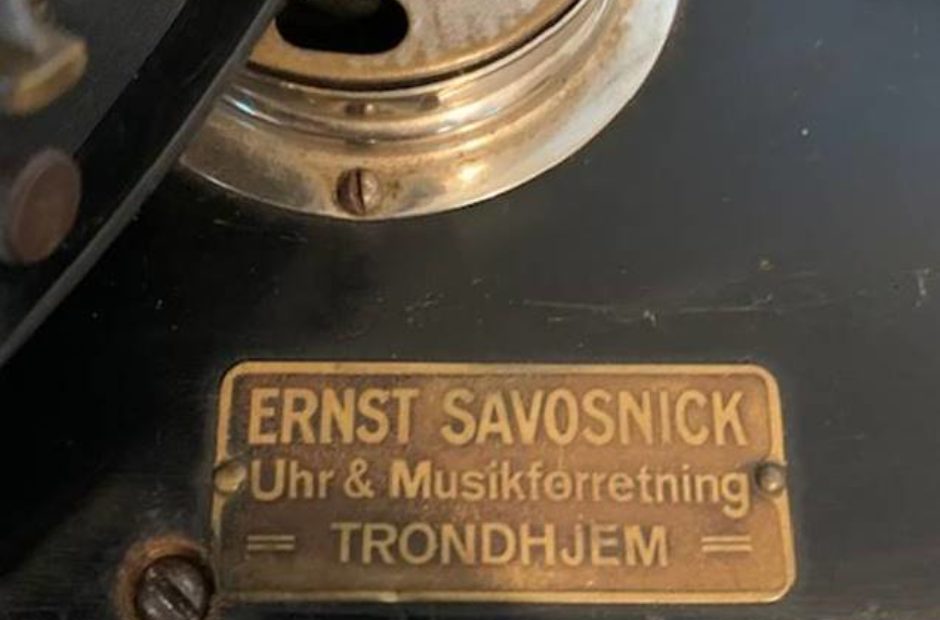 ERNST SAVOSNICK
Uhr & Musikforretning
= TRONDHJEM =